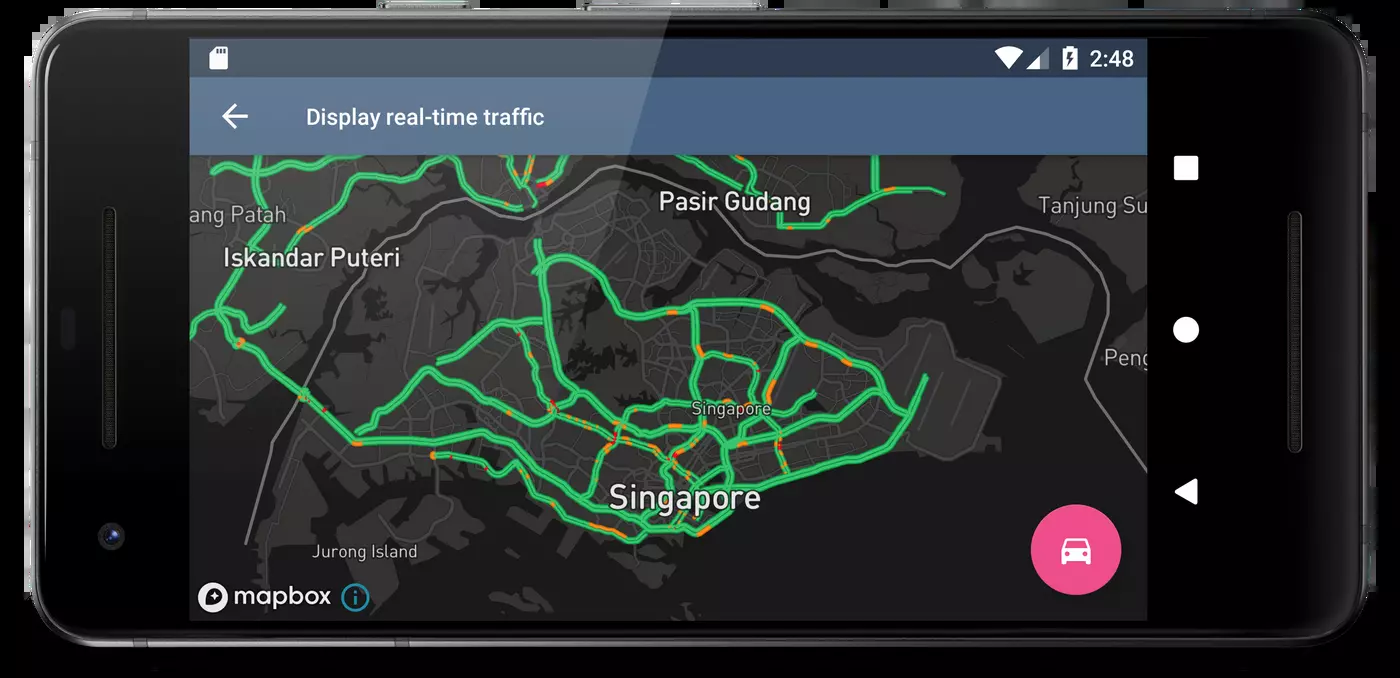 2:48
Display real-time traffic
Pasir Gudang
ang Patah
Tanjung Su
Iskandar Puteri
Peng
Singapore
Singapore
Jurong Island
mapbox